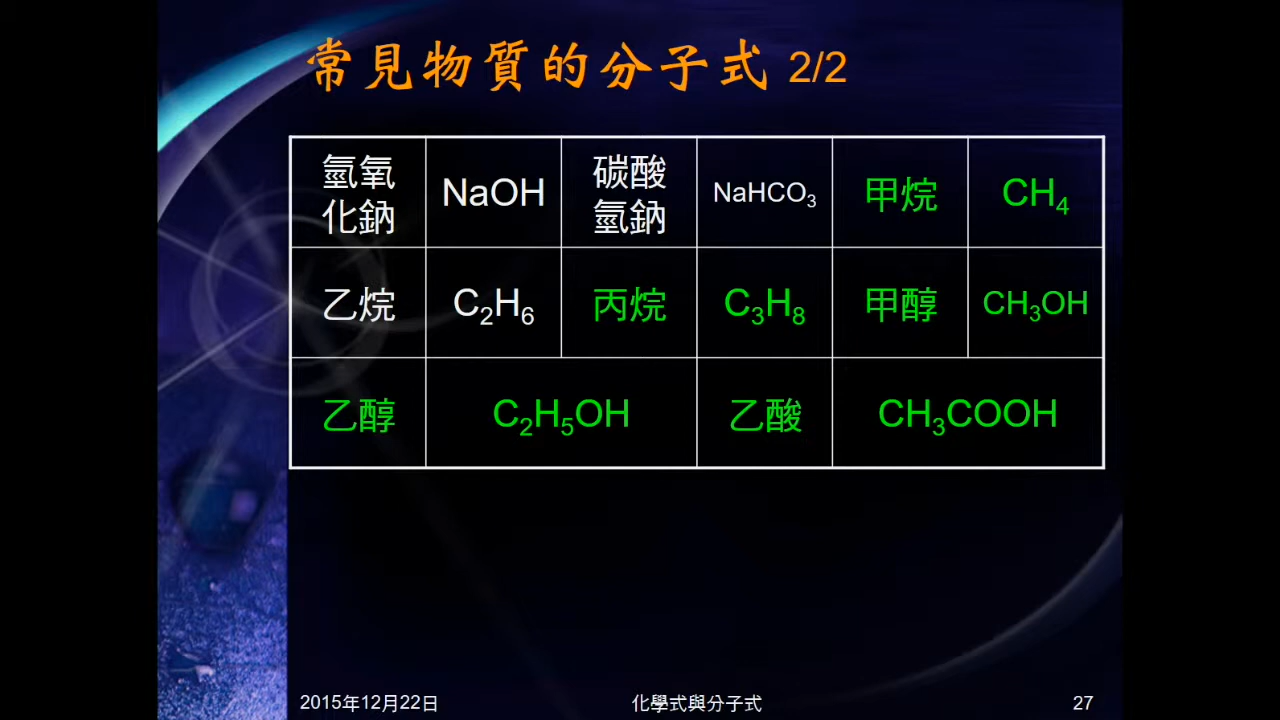 常見物質的分子式 2/2
氫氧化鈉 NaOH 碳酸氫鈉 NaHCO₃ 甲烷 CH₄
乙烷 C₂H₆ 丙烷 C₃H₈ 甲醇 CH₃OH
乙醇 C₂H₅OH 乙酸 CH₃COOH
2015年12月22日 化學式與分子式 27